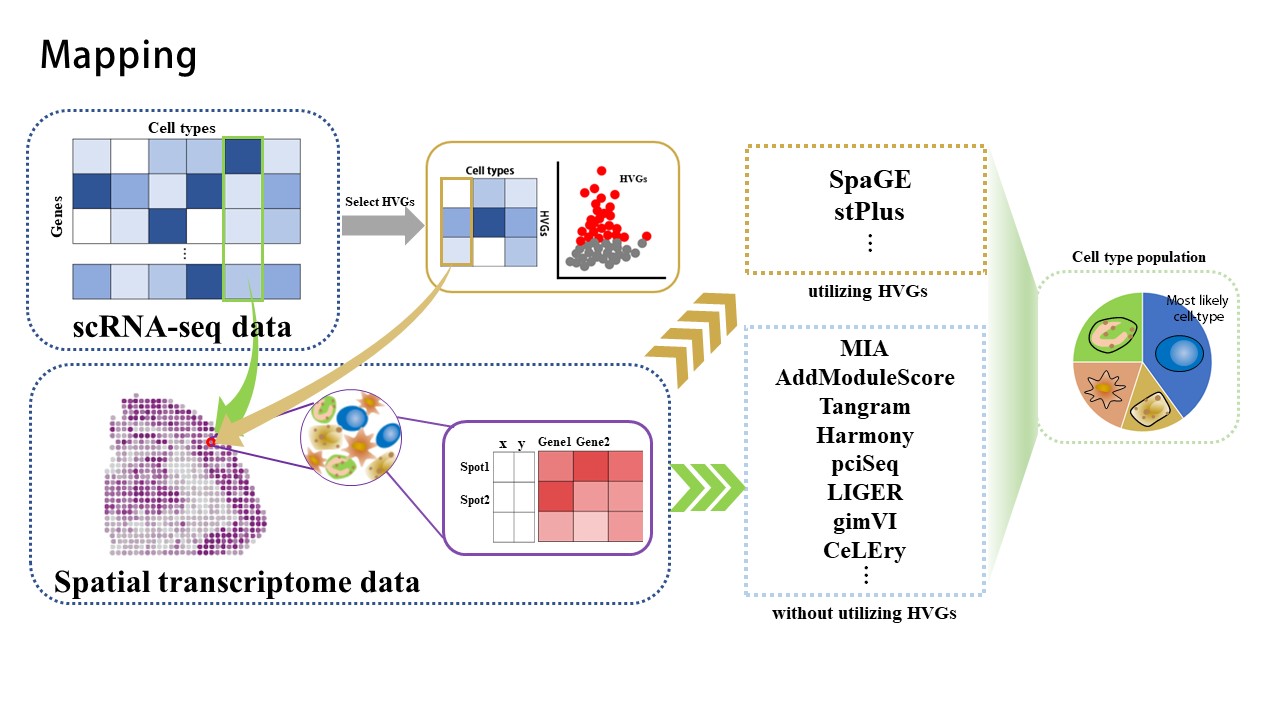 Mapping
Cell types
Genes
⋮
scRNA-seq data
Select HVGs
Cell types
HVGs
HVGs
Spatial transcriptome data
x y Gene1 Gene2
Spot1
Spot2
SpaGE
stPlus
⋮
utilizing HVGs
MIA
AddModuleScore
Tangram
Harmony
pciSeq
LIGER
gimVI
CeLEry
⋮
without utilizing HVGs
Cell type population
Most likely
cell-type